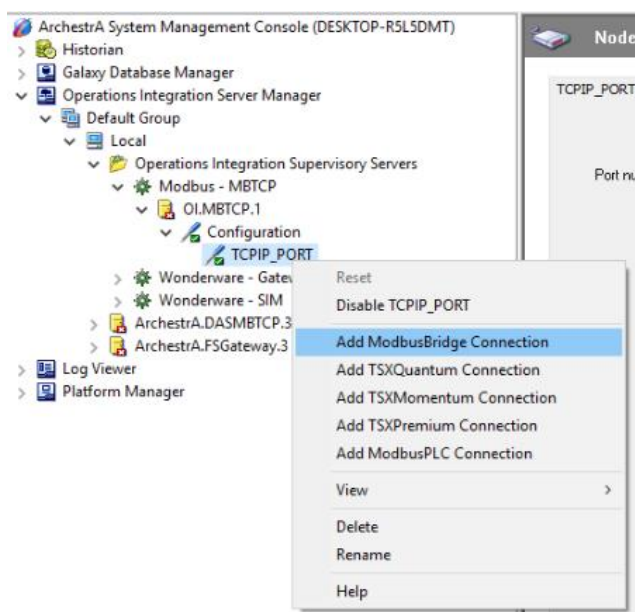 ArchestrA System Management Console (DESKTOP-R5L5DMT)
Historian
Galaxy Database Manager
Operations Integration Server Manager
Default Group
Local
Operations Integration Supervisory Servers
Modbus - MBTCP
OI.MBTCP.1
Configuration
TCPIP_PORT
Wonderware - Gatew
Wonderware - SIM
ArchestrA.DASMBTCP.3
ArchestrA.FSGateway.3
Log Viewer
Platform Manager
Node
TCPIP_PORT
Port nu
Reset
Disable TCPIP_PORT
Add ModbusBridge Connection
Add TSXQuantum Connection
Add TSXMomentum Connection
Add TSXPremium Connection
Add ModbusPLC Connection
View
Delete
Rename
Help